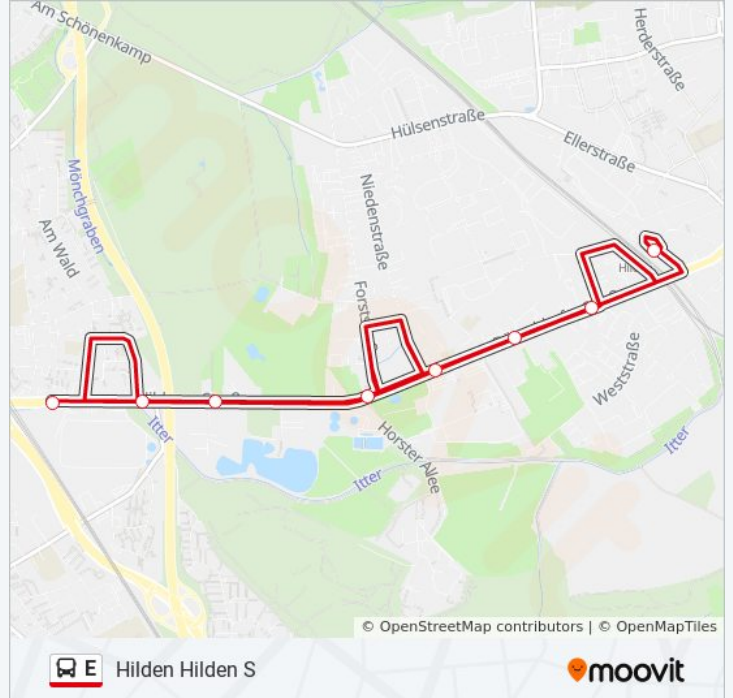 Am Schönenkamp
Herderstraße
Hülsenstraße
Ellerstraße
Mönchgraben
Niedenstraße
Am Wald
Weststraße
Horster Allee
Itter
Itter
Itter
© OpenStreetMap contributors | © OpenMapTiles
E Hilden Hilden S
moovit